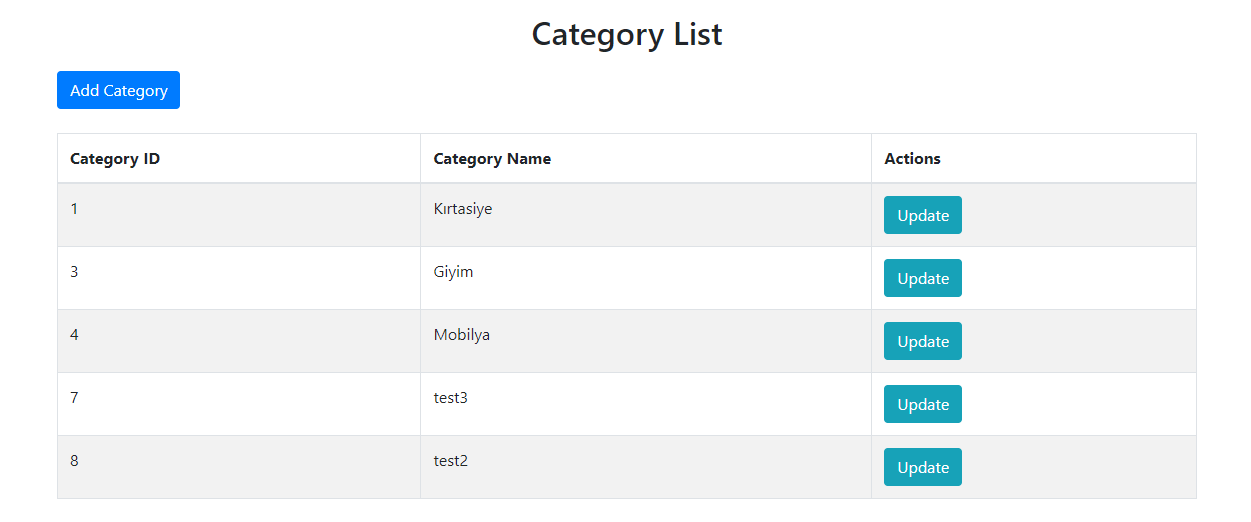 Category List
Add Category
Category ID Category Name Actions
1 Kırtasiye Update
3 Giyim Update
4 Mobilya Update
7 test3 Update
8 test2 Update